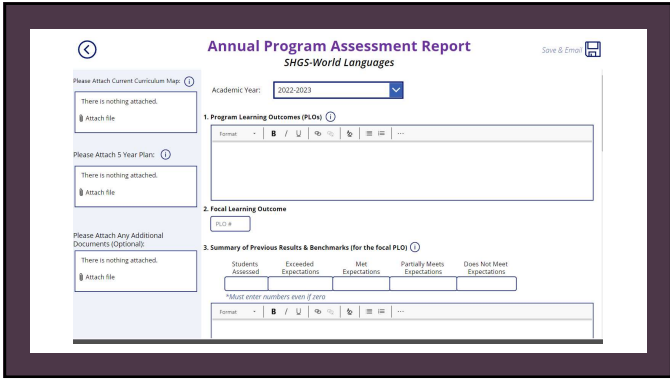 Annual Program Assessment Report
SHGS-World Languages
Save & Email
Please Attach Current Curriculum Map:
There is nothing attached.
Attach file
Please Attach 5 Year Plan:
There is nothing attached.
Attach file
Please Attach Any Additional
Documents (Optional):
There is nothing attached.
Attach file
Academic Year:
2022-2023
1. Program Learning Outcomes (PLOs)
Format
B I U
2. Focal Learning Outcome
PLO #
3. Summary of Previous Results & Benchmarks (for the focal PLO)
Students Assessed
Exceeded Expectations
Met Expectations
Partially Meets Expectations
Does Not Meet Expectations
*Must enter numbers even if zero
Format
B I U